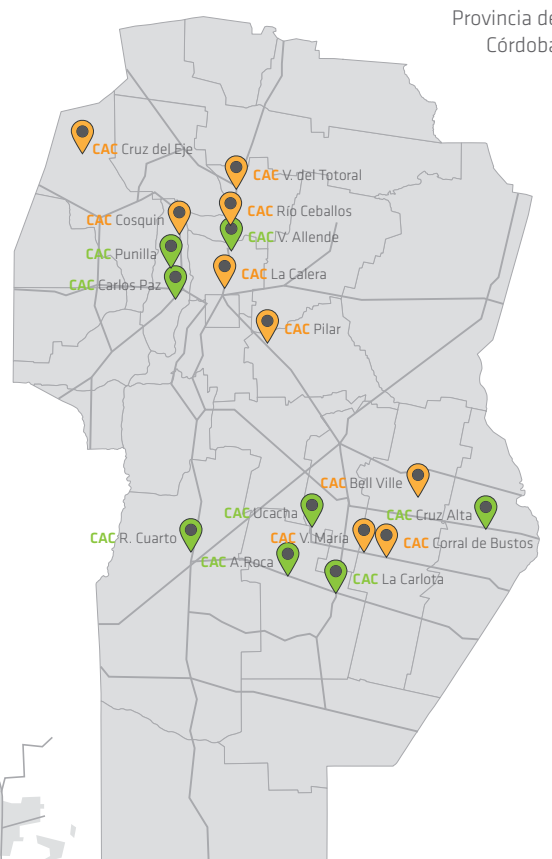 Provincia de
Córdoba
CAC Cruz del Eje
CAC V. del Totoral
CAC Río Ceballos
CAC Cosquin
CAC V. Allende
CAC Punilla
CAC La Calera
CAC Carlos Paz
CAC Pilar
CAC Bell Ville
CAC Ucacha
CAC Cruz Alta
CAC R. Cuarto
CAC V. María
CAC Corral de Bustos
CAC A.Roca
CAC La Carlota